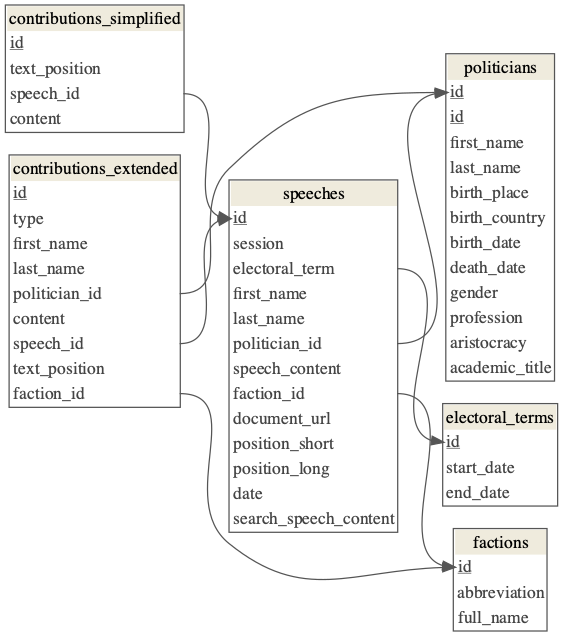 contributions_simplified
id
text_position
speech_id
content
contributions_extended
id
type
first_name
last_name
politician_id
content
speech_id
text_position
faction_id
speeches
id
session
electoral_term
first_name
last_name
politician_id
speech_content
faction_id
document_url
position_short
position_long
date
search_speech_content
politicians
id
id
first_name
last_name
birth_place
birth_country
birth_date
death_date
gender
profession
aristocracy
academic_title
electoral_terms
id
start_date
end_date
factions
id
abbreviation
full_name